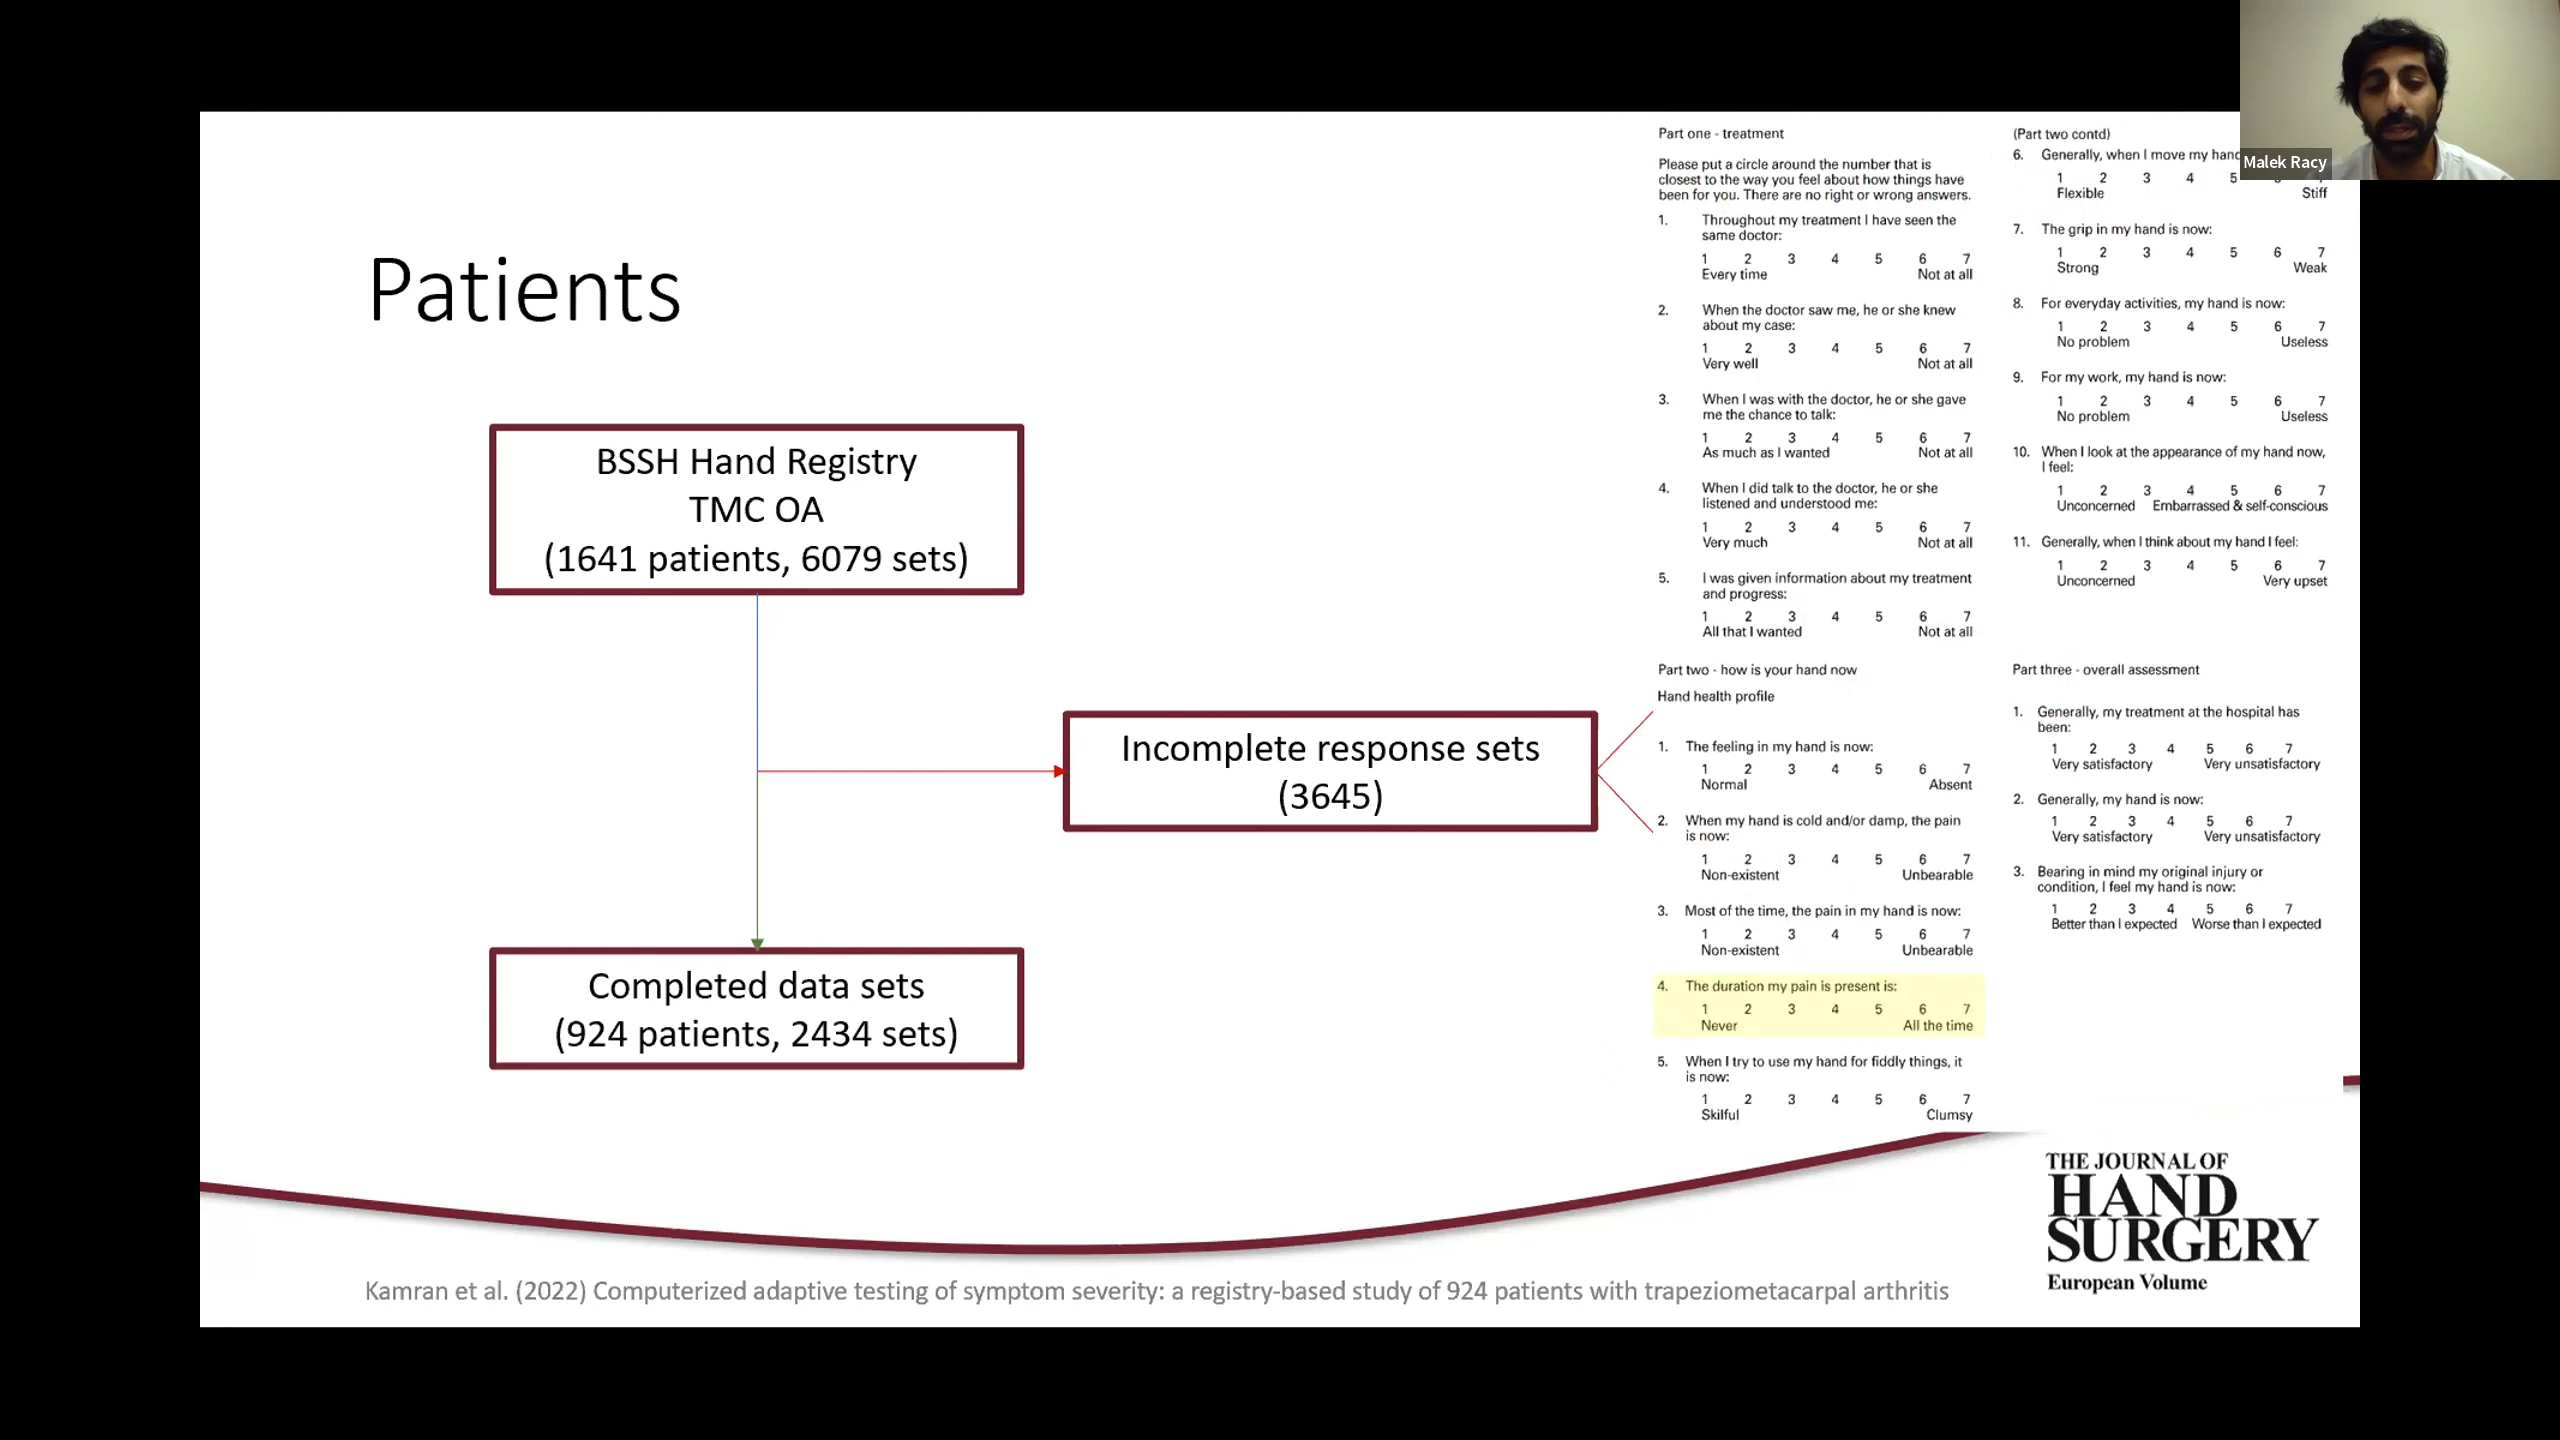 Malek Racy
Patients
BSSH Hand Registry
TMC OA
(1641 patients, 6079 sets)
Incomplete response sets
(3645)
Completed data sets
(924 patients, 2434 sets)
Part one - treatment
Please put a circle around the number that is
closest to the way you feel about how things have
been for you. There are no right or wrong answers.
1. Throughout my treatment I have seen the
same doctor:
1 2 3 4 5 6 7
Every time Not at all
2. When the doctor saw me, he or she knew
about my case:
1 2 3 4 5 6 7
Very well Not at all
3. When I was with the doctor, he or she gave
me the chance to talk:
1 2 3 4 5 6 7
As much as I wanted Not at all
4. When I did talk to the doctor, he or she
listened and understood me:
1 2 3 4 5 6 7
Very much Not at all
5. I was given information about my treatment
and progress:
1 2 3 4 5 6 7
All that I wanted Not at all
Part two - how is your hand now
Hand health profile
1. The feeling in my hand is now:
1 2 3 4 5 6 7
Normal Absent
2. When my hand is cold and/or damp, the pain
is now:
1 2 3 4 5 6 7
Non-existent Unbearable
3. Most of the time, the pain in my hand is now:
1 2 3 4 5 6 7
Non-existent Unbearable
4. The duration my pain is present is:
1 2 3 4 5 6 7
Never All the time
5. When I try to use my hand for fiddly things, it
is now:
1 2 3 4 5 6 7
Skilful Clumsy
(Part two contd)
6. Generally, when I move my hand
1 2 3 4 5
Flexible Stiff
7. The grip in my hand is now:
1 2 3 4 5 6 7
Strong Weak
8. For everyday activities, my hand is now:
1 2 3 4 5 6 7
No problem Useless
9. For my work, my hand is now:
1 2 3 4 5 6 7
No problem Useless
10. When I look at the appearance of my hand now,
I feel:
1 2 3 4 5 6 7
Unconcerned Embarrassed & self-conscious
11. Generally, when I think about my hand I feel:
1 2 3 4 5 6 7
Unconcerned Very upset
Part three - overall assessment
1. Generally, my treatment at the hospital has
been:
1 2 3 4 5 6 7
Very satisfactory Very unsatisfactory
2. Generally, my hand is now:
1 2 3 4 5 6 7
Very satisfactory Very unsatisfactory
3. Bearing in mind my original injury or
condition, I feel my hand is now:
1 2 3 4 5 6 7
Better than I expected Worse than I expected
THE JOURNAL OF
HAND
SURGERY
European Volume
Kamran et al. (2022) Computerized adaptive testing of symptom severity: a registry-based study of 924 patients with trapeziometacarpal arthritis